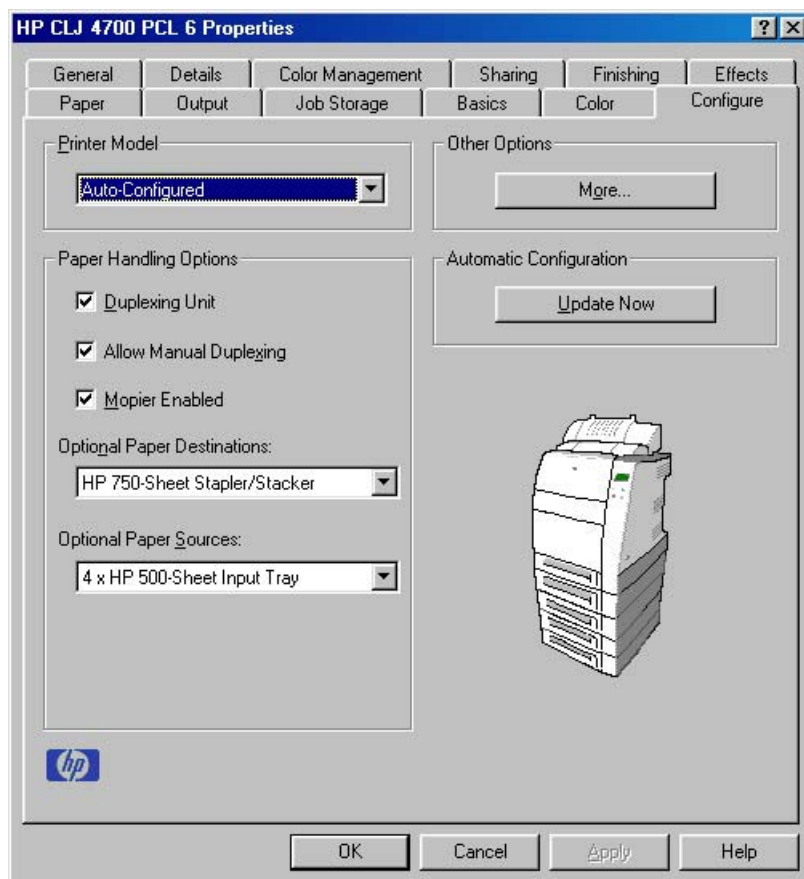 HP CLJ 4700 PCL 6 Properties
General Details Color Management Sharing Finishing Effects
Paper Output Job Storage Basics Color Configure
Printer Model
Auto-Configured
Other Options
More...
Paper Handling Options
Duplexing Unit
Allow Manual Duplexing
Mopier Enabled
Optional Paper Destinations:
HP 750-Sheet Stapler/Stacker
Optional Paper Sources:
4 x HP 500-Sheet Input Tray
Automatic Configuration
Update Now
hp
OK Cancel Apply Help